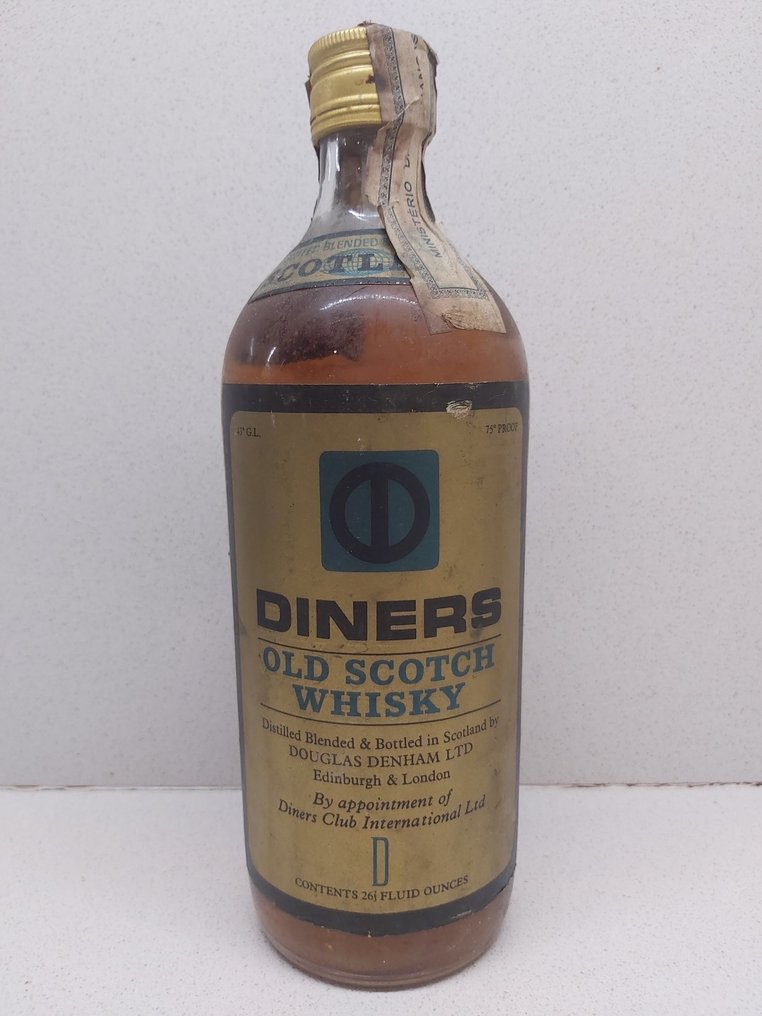 MINISTÉRIO
BLENDED
SCOTL
G.L.
75° PROOF
DINERS
OLD SCOTCH
WHISKY
Distilled Blended & Bottled in Scotland by
DOUGLAS DENHAM LTD
Edinburgh & London
By appointment of
Diners Club International Ltd
D
CONTENTS 26⅔ FLUID OUNCES